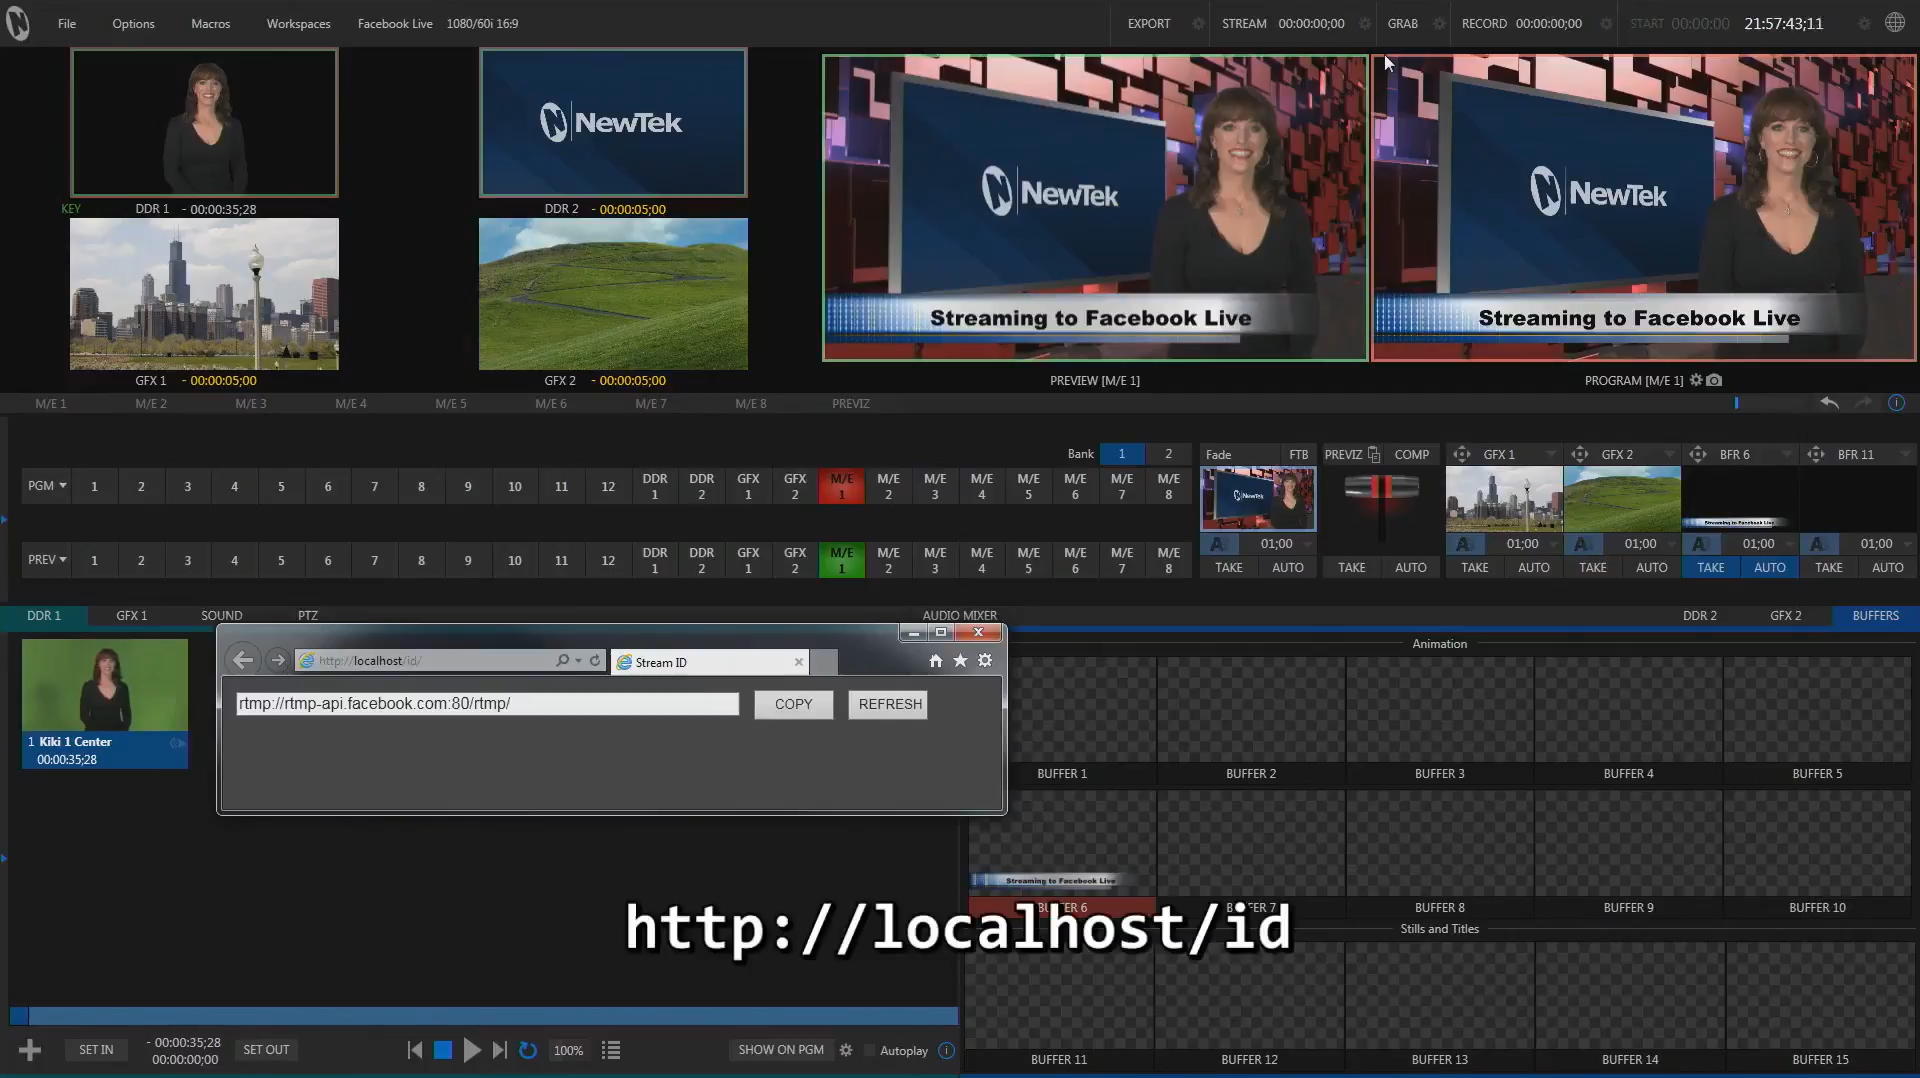 File Options Macros Workspaces Facebook Live 1080/60i 16:9 EXPORT STREAM 00:00:00;00 GRAB RECORD 00:00:00;00 START 00:00:00 21:57:43;11
NewTek
NewTek
NewTek
Streaming to Facebook Live
Streaming to Facebook Live
KEY DDR 1 - 00:00:35;28 DDR 2 - 00:00:05;00
GFX 1 - 00:00:05;00 GFX 2 - 00:00:05;00 PREVIEW [M/E 1] PROGRAM [M/E 1]
M/E 1 M/E 2 M/E 3 M/E 4 M/E 5 M/E 6 M/E 7 M/E 8 PREVIZ
Bank 1 2 Fade FTB PREVIZ COMP GFX 1 GFX 2 BFR 6 BFR 11
PGM 1 2 3 4 5 6 7 8 9 10 11 12 DDR 1 DDR 2 GFX 1 GFX 2 M/E 1 M/E 2 M/E 3 M/E 4 M/E 5 M/E 6 M/E 7 M/E 8
NewTek
Streaming to Facebook Live
01;00 01;00 01;00 01;00 01;00
PREV 1 2 3 4 5 6 7 8 9 10 11 12 DDR 1 DDR 2 GFX 1 GFX 2 M/E 1 M/E 2 M/E 3 M/E 4 M/E 5 M/E 6 M/E 7 M/E 8
TAKE AUTO TAKE AUTO TAKE AUTO TAKE AUTO TAKE AUTO TAKE AUTO
DDR 1 GFX 1 SOUND PTZ AUDIO MIXER DDR 2 GFX 2 BUFFERS
Animation
http://localhost/id/ Stream ID
rtmp://rtmp-api.facebook.com:80/rtmp/ COPY REFRESH
1 Kiki 1 Center
00:00:35;28
BUFFER 1 BUFFER 2 BUFFER 3 BUFFER 4 BUFFER 5
Streaming to Facebook Live
BUFFER 6 BUFFER 7 BUFFER 8 BUFFER 9 BUFFER 10
http://localhost/id
Stills and Titles
SET IN - 00:00:35;28 SET OUT 100% SHOW ON PGM Autoplay
00:00:00;00
BUFFER 11 BUFFER 12 BUFFER 13 BUFFER 14 BUFFER 15